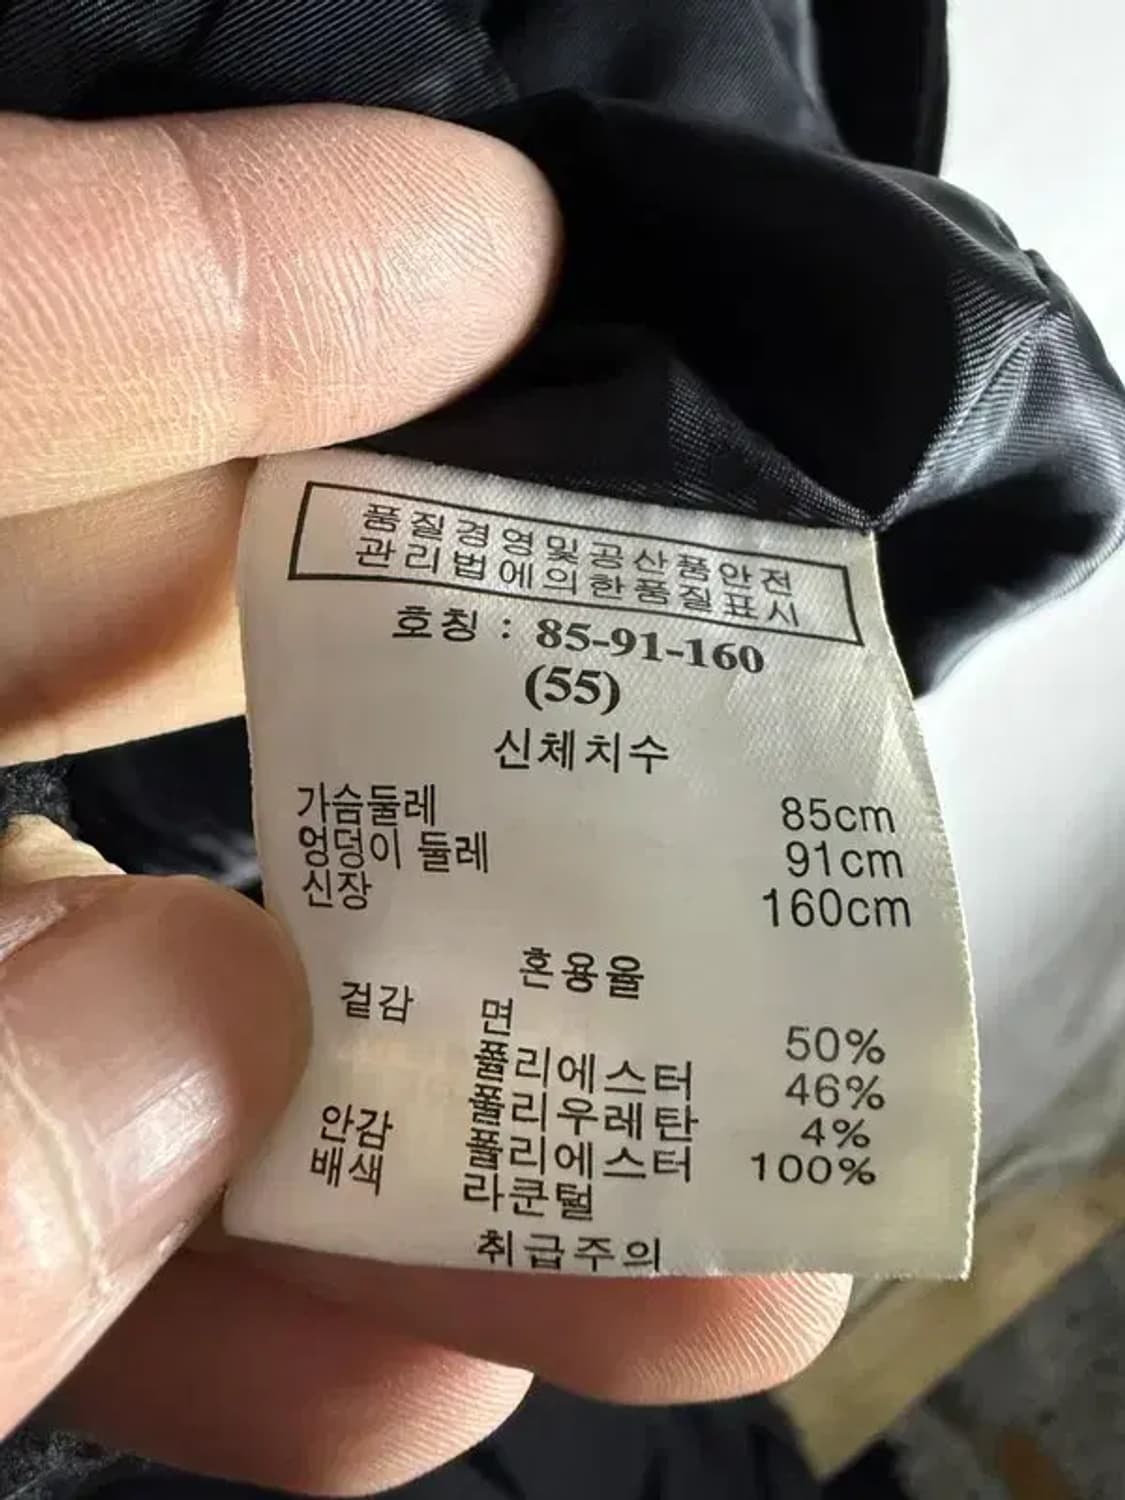 품질경영및공산품안전
관리법에의한품질표시
호칭 : 85-91-160
(55)
신체치수
가슴둘레 85cm
엉덩이 둘레 91cm
신장 160cm
혼용율
겉감 면 50%
폴리에스터 46%
폴리우레탄 4%
안감 폴리에스터 100%
배색 라쿤털
취급주의